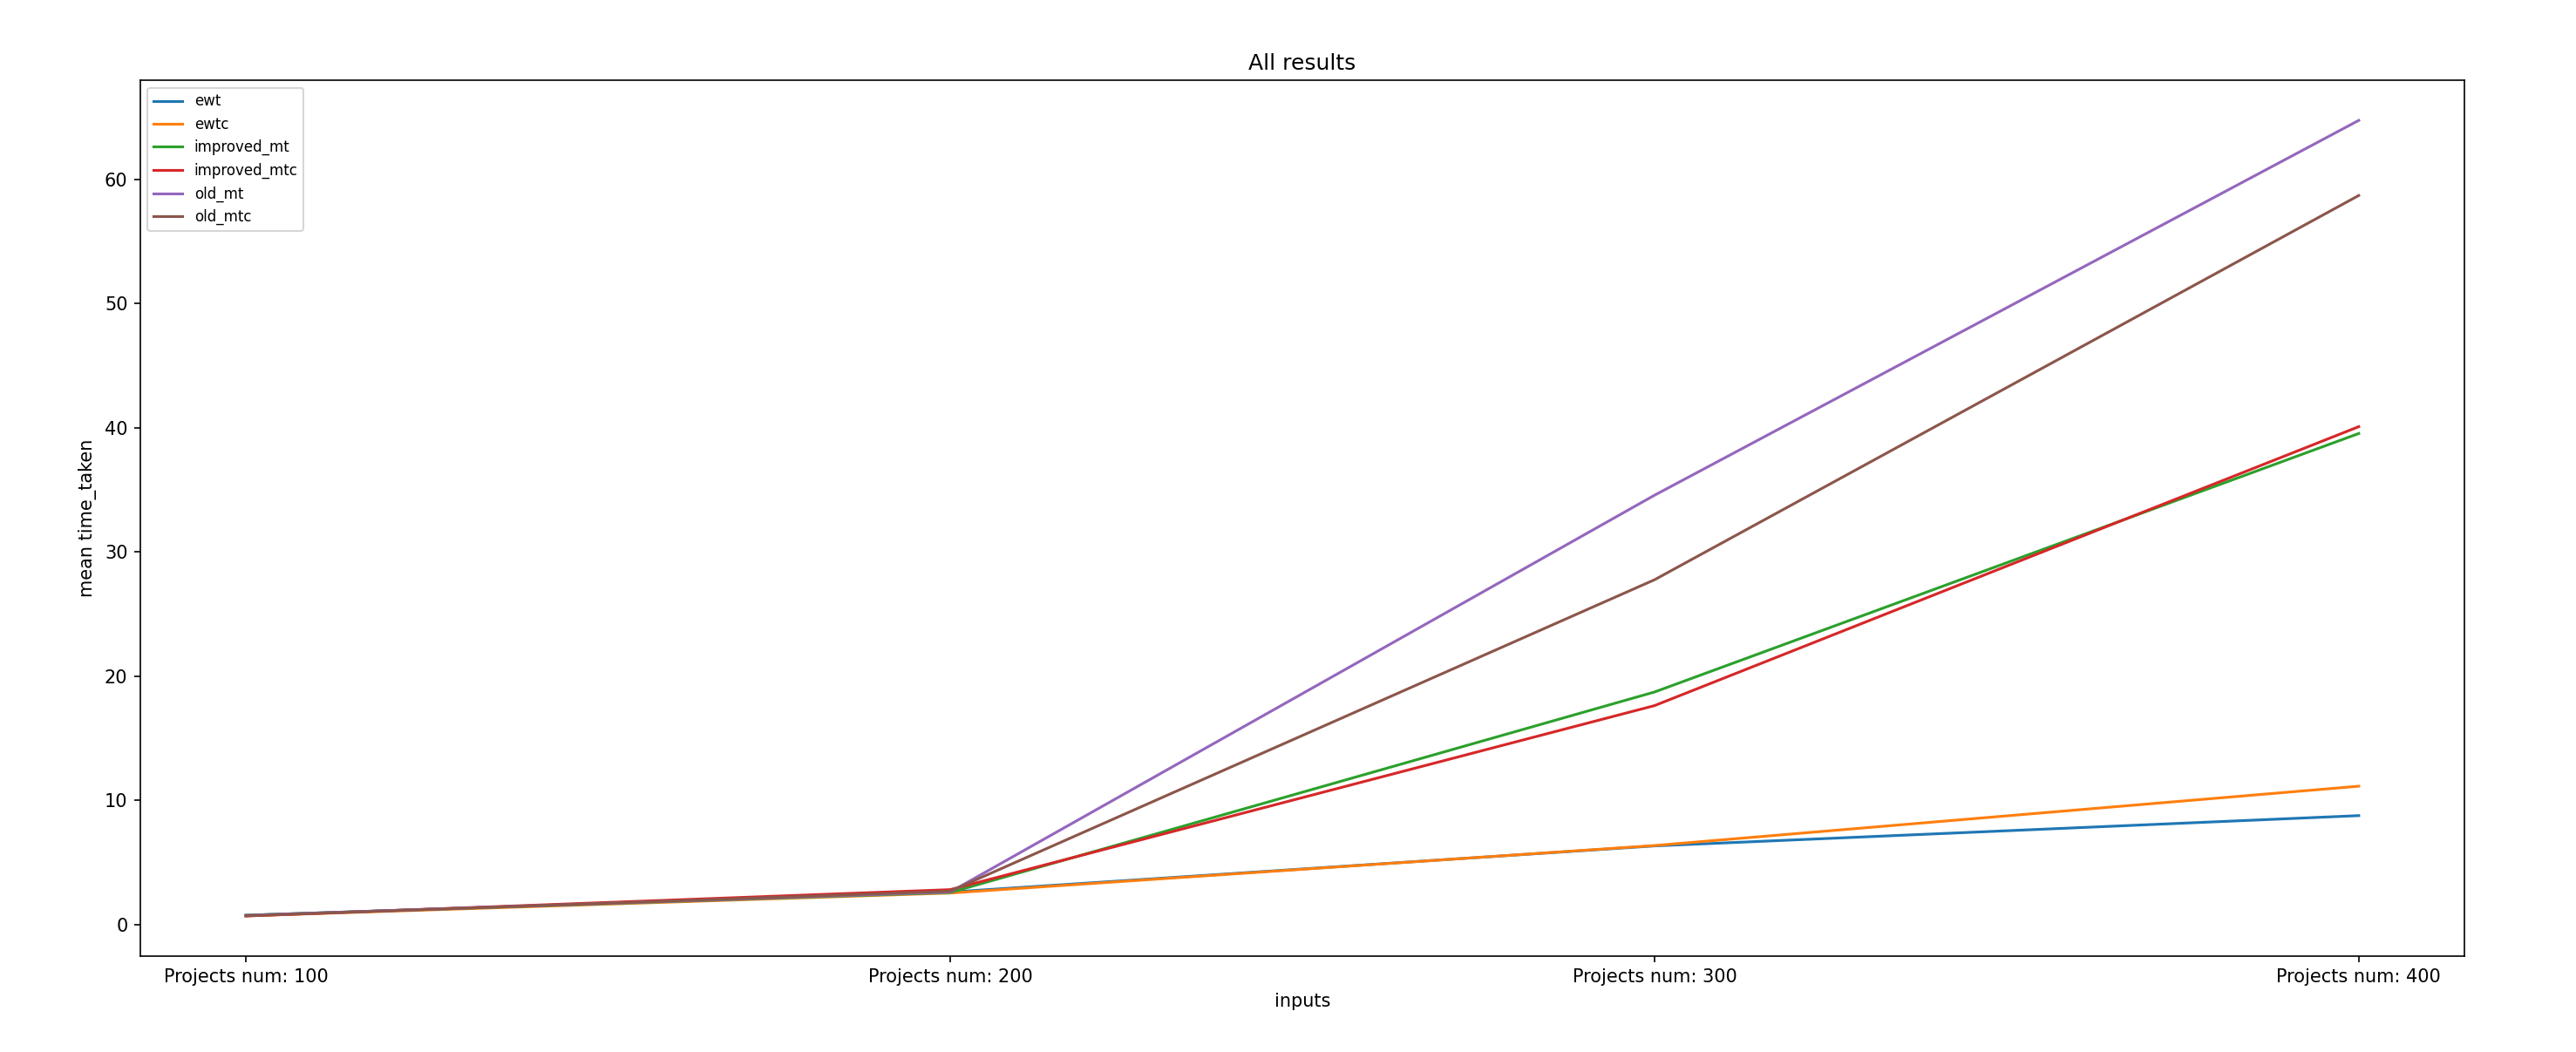 All results
ewt
ewtc
improved_mt
improved_mtc
old_mt
old_mtc
mean time_taken
60
50
40
30
20
10
0
Projects num: 100
Projects num: 200
Projects num: 300
Projects num: 400
inputs